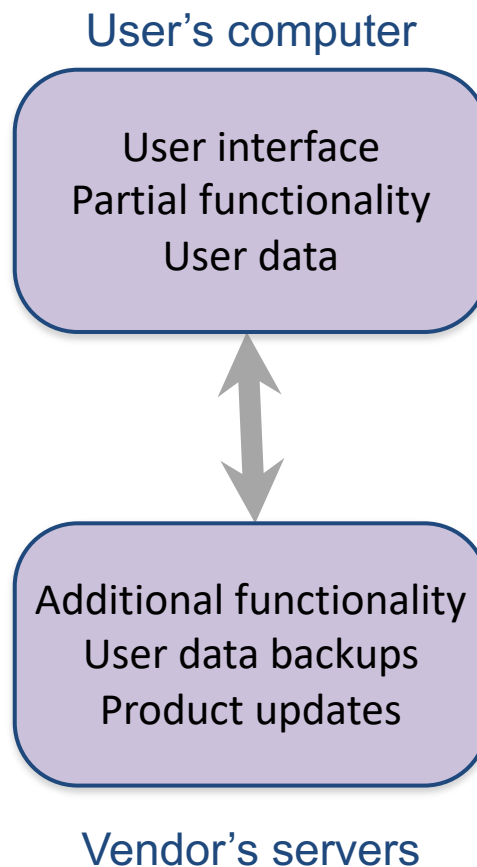 User’s computer
User interface
Partial functionality
User data
Additional functionality
User data backups
Product updates
Vendor’s servers